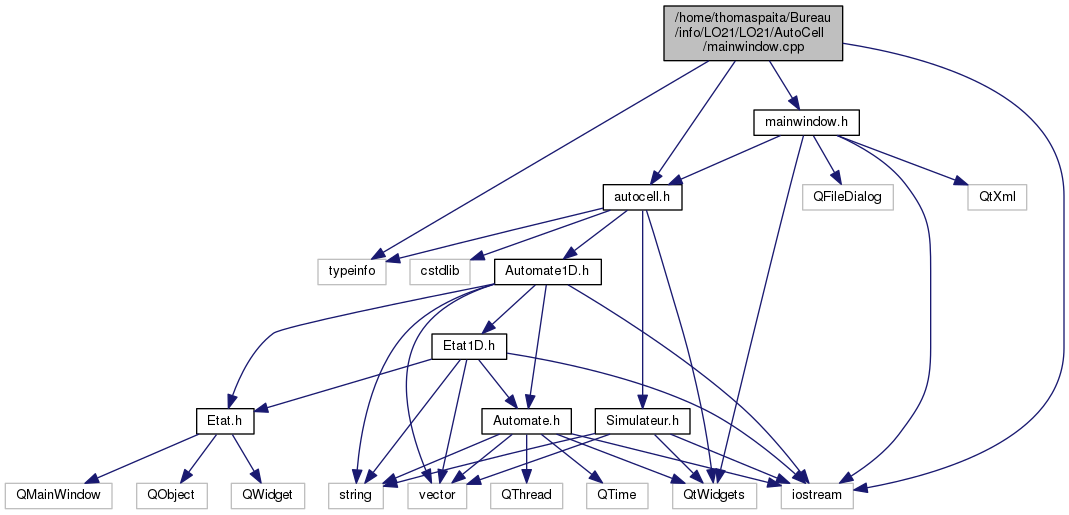 /home/thomaspaita/Bureau
/info/LO21/LO21/AutoCell
/mainwindow.cpp
mainwindow.h
autocell.h
QFileDialog
QtXml
typeinfo
cstdlib
Automate1D.h
Etat1D.h
Etat.h
Automate.h
Simulateur.h
QMainWindow
QObject
QWidget
string
vector
QThread
QTime
QtWidgets
iostream